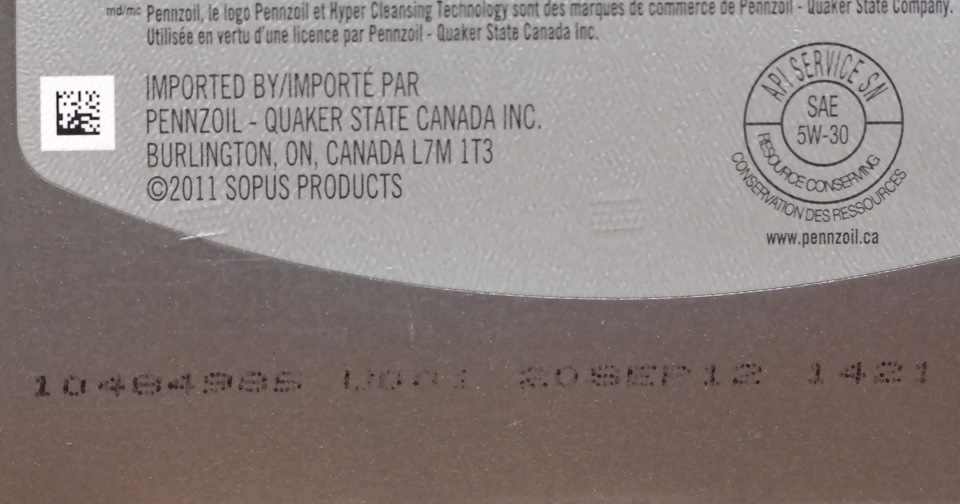 md/mc Pennzoil, le logo Pennzoil et Hyper Cleansing Technology sont des marques de commerce de Pennzoil - Quaker State Company.
Utilisée en vertu d'une licence par Pennzoil - Quaker State Canada Inc.
IMPORTED BY/IMPORTÉ PAR
PENNZOIL - QUAKER STATE CANADA INC.
BURLINGTON, ON, CANADA L7M 1T3
©2011 SOPUS PRODUCTS
API SERVICE SN
SAE
5W-30
RESOURCE CONSERVING
CONSERVATION DES RESSOURCES
www.pennzoil.ca
20SEP12 1421